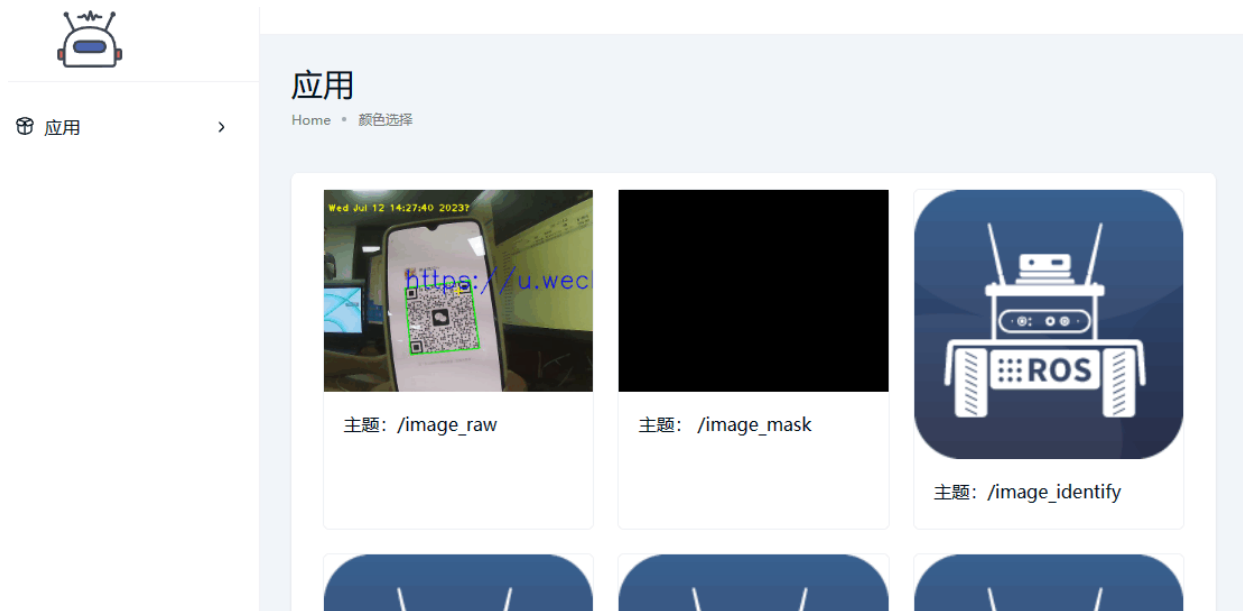 应用
应用
Home • 颜色选择
Wed Jul 12 14:27:40 2023?
https://u.wecl
主题：/image_raw
主题： /image_mask
ROS
主题：/image_identify